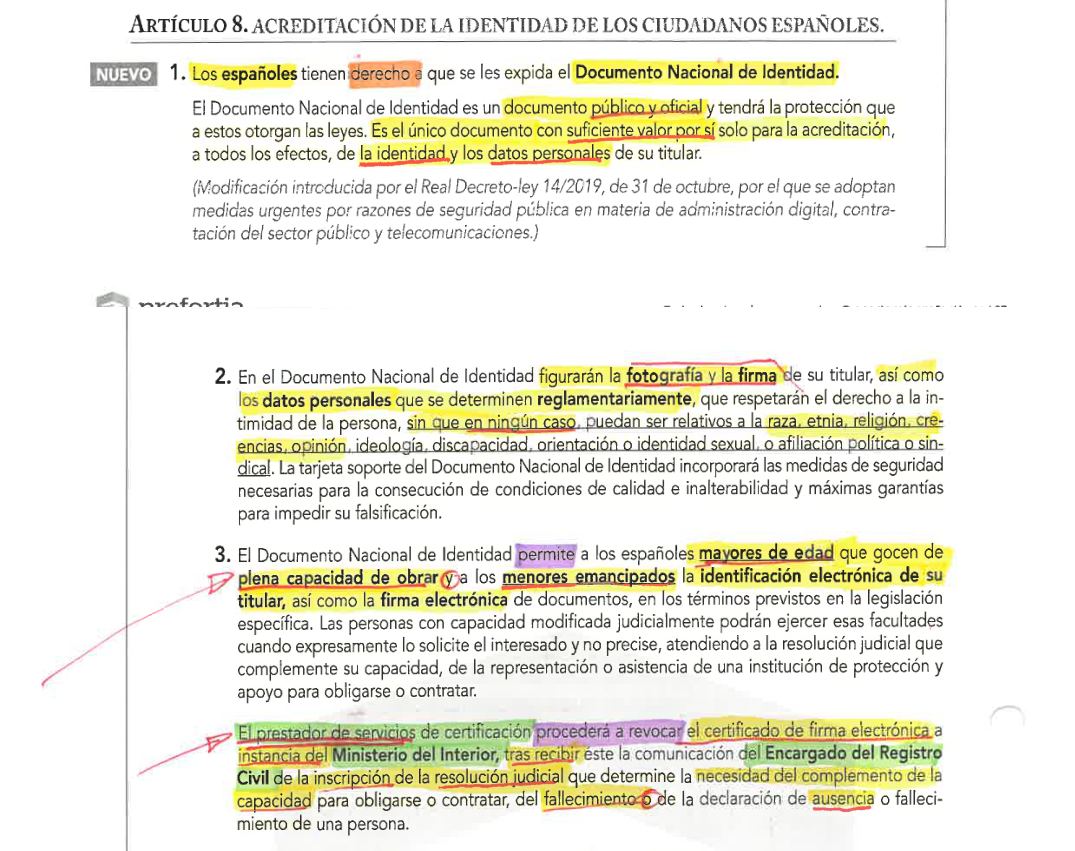 ARTÍCULO 8. ACREDITACIÓN DE LA IDENTIDAD DE LOS CIUDADANOS ESPAÑOLES.
NUEVO 1. Los españoles tienen derecho a que se les expida el Documento Nacional de Identidad.
El Documento Nacional de Identidad es un documento público y oficial y tendrá la protección que
a estos otorgan las leyes. Es el único documento con suficiente valor por sí solo para la acreditación,
a todos los efectos, de la identidad y los datos personales de su titular.
(Modificación introducida por el Real Decreto-ley 14/2019, de 31 de octubre, por el que se adoptan
medidas urgentes por razones de seguridad pública en materia de administración digital, contra-
tación del sector público y telecomunicaciones.)
2. En el Documento Nacional de Identidad figurarán la fotografía y la firma de su titular, así como
los datos personales que se determinen reglamentariamente, que respetarán el derecho a la in-
timidad de la persona, sin que en ningún caso, puedan ser relativos a la raza, etnia, religión, cre-
encias, opinión, ideología, discapacidad, orientación o identidad sexual, o afiliación política o sin-
dical. La tarjeta soporte del Documento Nacional de Identidad incorporará las medidas de seguridad
necesarias para la consecución de condiciones de calidad e inalterabilidad y máximas garantías
para impedir su falsificación.
3. El Documento Nacional de Identidad permite a los españoles mayores de edad que gocen de
plena capacidad de obrar y a los menores emancipados la identificación electrónica de su
titular, así como la firma electrónica de documentos, en los términos previstos en la legislación
específica. Las personas con capacidad modificada judicialmente podrán ejercer esas facultades
cuando expresamente lo solicite el interesado y no precise, atendiendo a la resolución judicial que
complemente su capacidad, de la representación o asistencia de una institución de protección y
apoyo para obligarse o contratar.
El prestador de servicios de certificación procederá a revocar el certificado de firma electrónica a
instancia del Ministerio del Interior, tras recibir éste la comunicación del Encargado del Registro
Civil de la inscripción de la resolución judicial que determine la necesidad del complemento de la
capacidad para obligarse o contratar, del fallecimiento o de la declaración de ausencia o falleci-
miento de una persona.